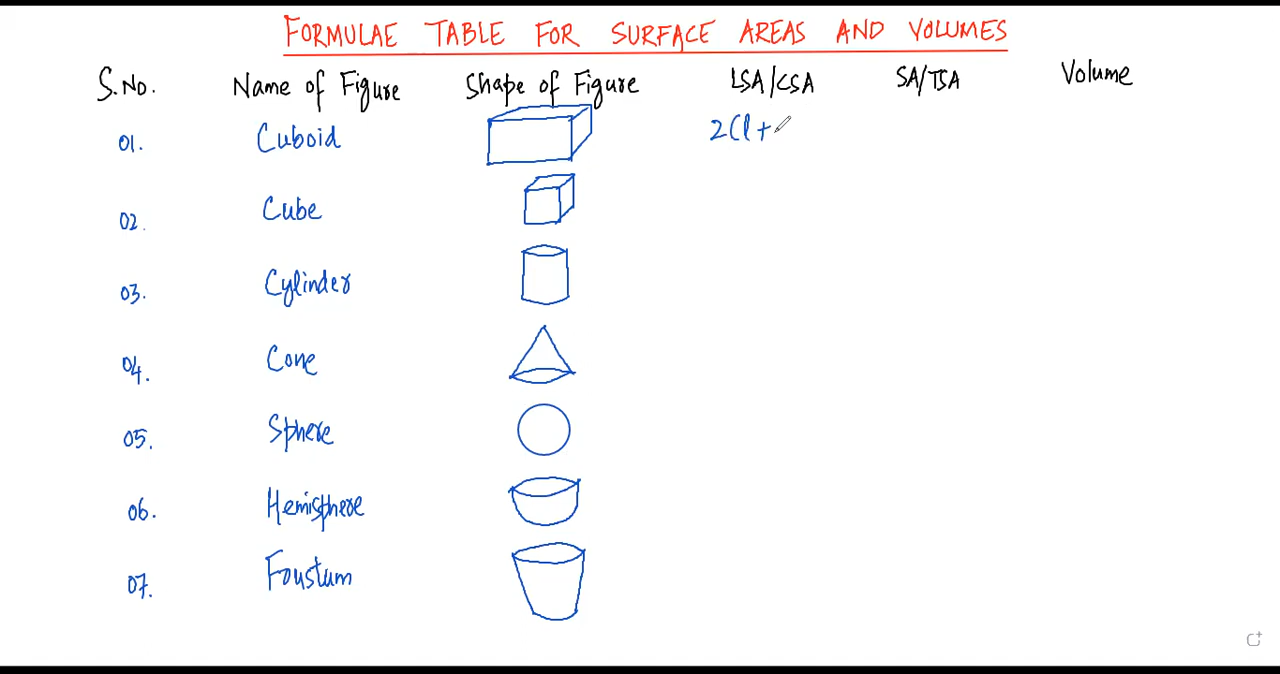 FORMULAE TABLE FOR SURFACE AREAS AND VOLUMES
S.No. Name of Figure Shape of Figure LSA/CSA SA/TSA Volume
01. Cuboid 2(l+
02. Cube
03. Cylinder
04. Cone
05. Sphere
06. Hemisphere
07. Froustum